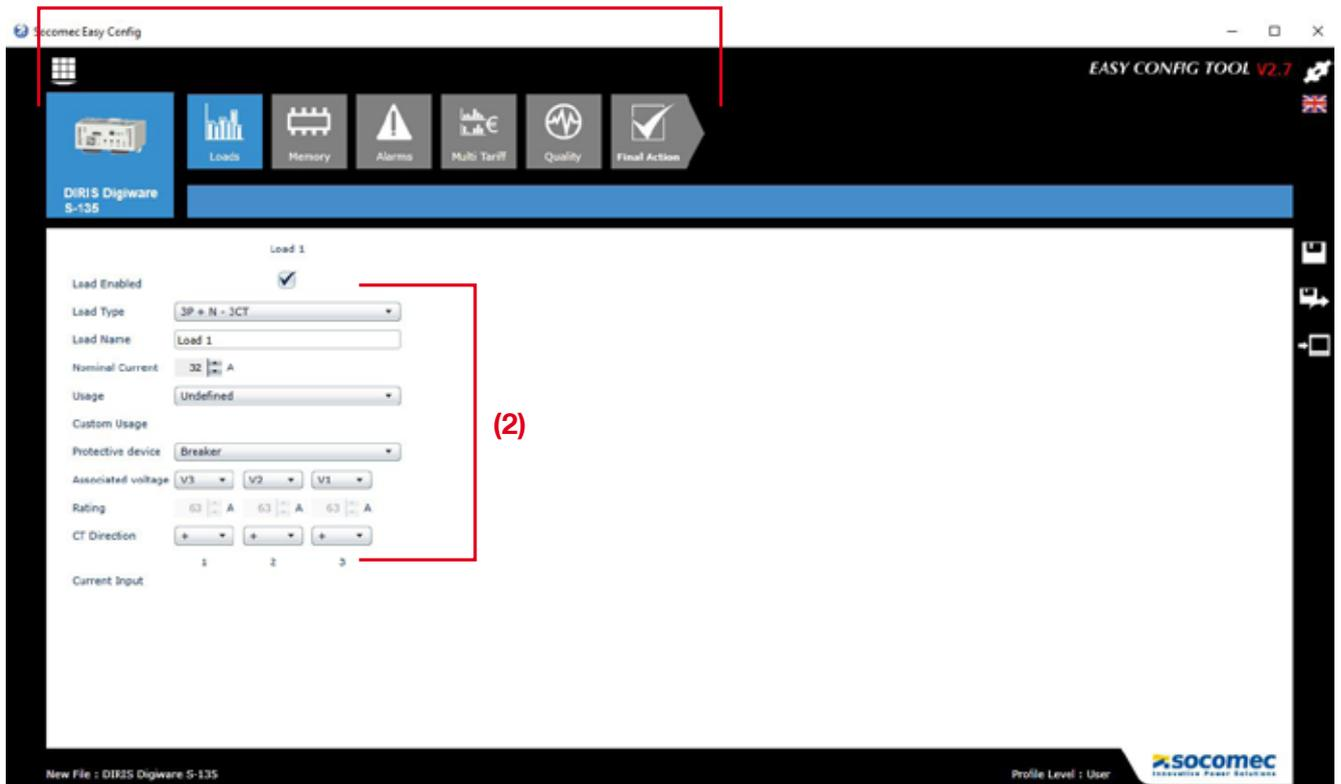 Socomec Easy Config
EASY CONFIG TOOL V2.7
Loads
Memory
Alarms
Multi Tariff
Quality
Final Action
DIRIS Digiware
S-135
Load 1
Load Enabled
Load Type 3P + N - 3CT
Load Name Load 1
Nominal Current 32 A
Usage Undefined
Custom Usage
(2)
Protective device Breaker
Associated voltage V3 V2 V1
Rating 63 A 63 A 63 A
CT Direction + + +
1 2 3
Current Input
New File : DIRIS Digiware S-135
Profile Level : User
socomec
Innovative Power Solutions